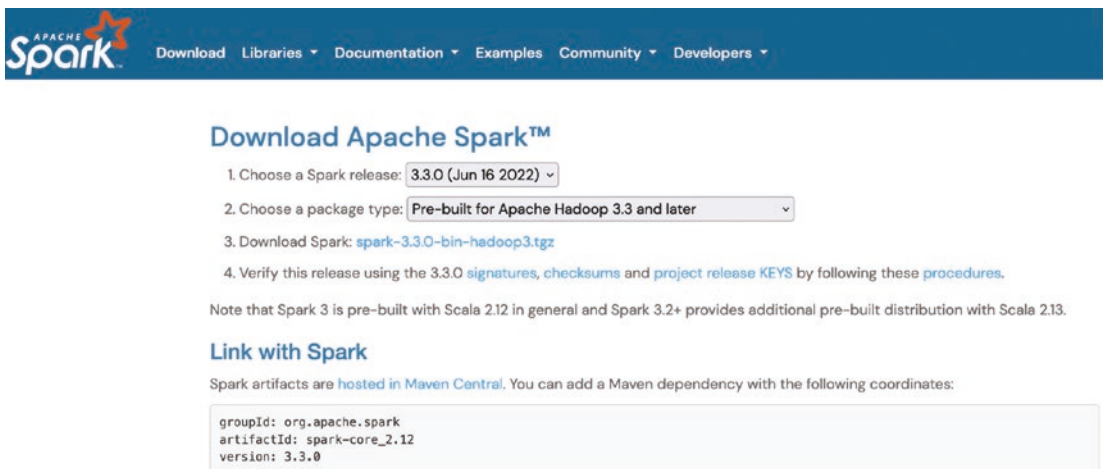 APACHE
Spark™
Download Libraries Documentation Examples Community Developers
Download Apache Spark™
1. Choose a Spark release: 3.3.0 (Jun 16 2022)
2. Choose a package type: Pre-built for Apache Hadoop 3.3 and later
3. Download Spark: spark-3.3.0-bin-hadoop3.tgz
4. Verify this release using the 3.3.0 signatures, checksums and project release KEYS by following these procedures.
Note that Spark 3 is pre-built with Scala 2.12 in general and Spark 3.2+ provides additional pre-built distribution with Scala 2.13.
Link with Spark
Spark artifacts are hosted in Maven Central. You can add a Maven dependency with the following coordinates:
groupId: org.apache.spark
artifactId: spark-core_2.12
version: 3.3.0